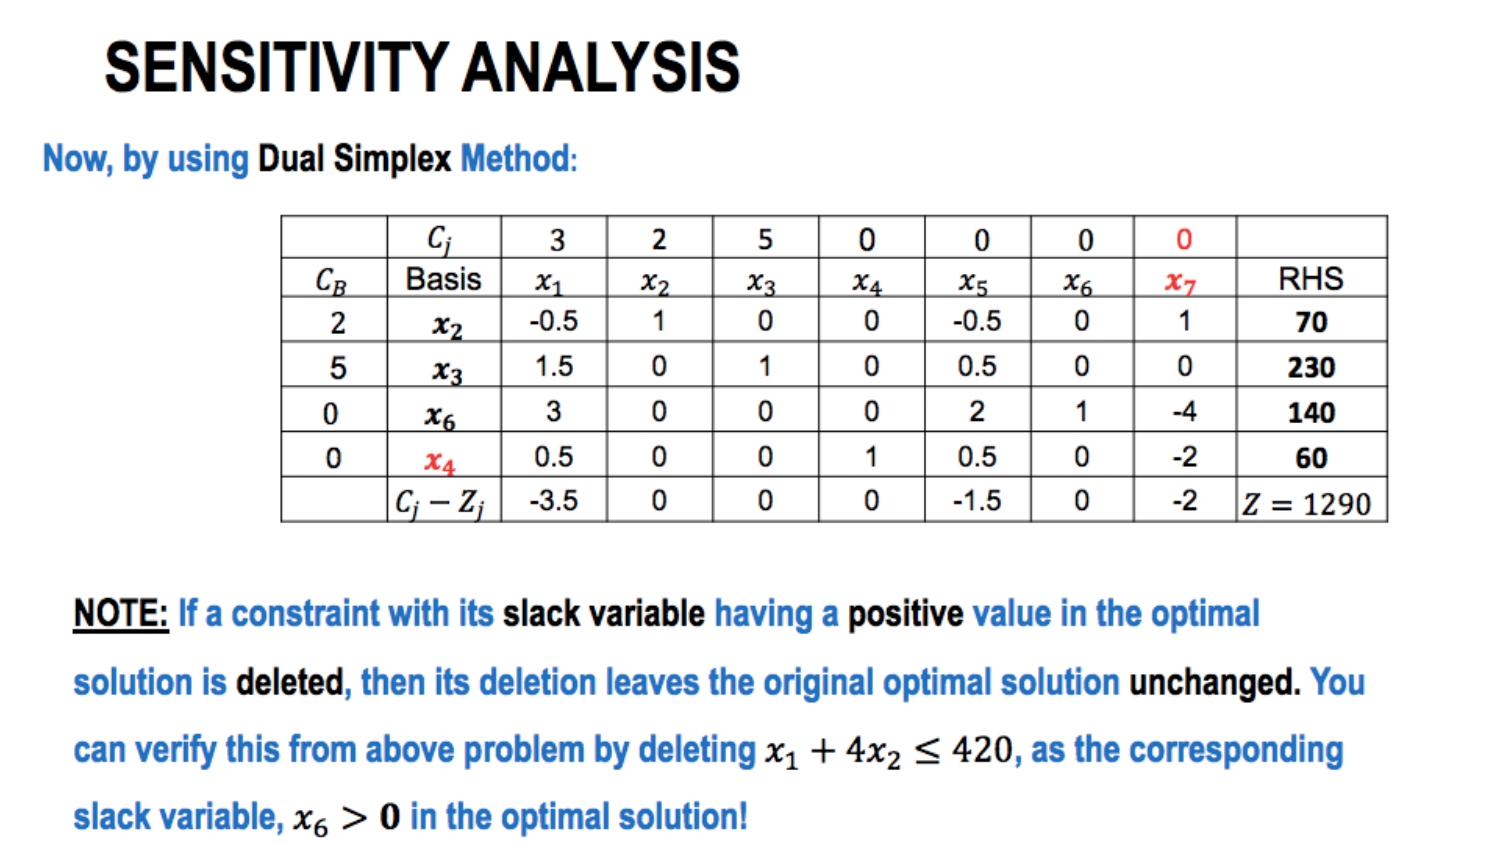 SENSITIVITY ANALYSIS
Now, by using Dual Simplex Method:
C_j 3 2 5 0 0 0 0
C_B Basis x_1 x_2 x_3 x_4 x_5 x_6 x_7 RHS
2 x_2 -0.5 1 0 0 -0.5 0 1 70
5 x_3 1.5 0 1 0 0.5 0 0 230
0 x_6 3 0 0 0 2 1 -4 140
0 x_4 0.5 0 0 1 0.5 0 -2 60
C_j − Z_j -3.5 0 0 0 -1.5 0 -2 Z = 1290
NOTE: If a constraint with its slack variable having a positive value in the optimal
solution is deleted, then its deletion leaves the original optimal solution unchanged. You
can verify this from above problem by deleting x_1 + 4x_2 ≤ 420, as the corresponding
slack variable, x_6 > 0 in the optimal solution!